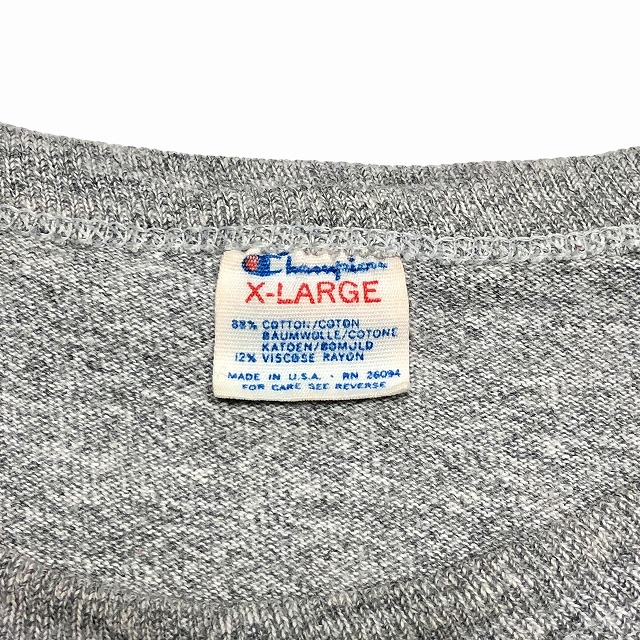 Champion
X-LARGE
88% COTTON/COTON
BAUMWOLLE/COTONE
KATOEN/BOMULD
12% VISCOSE RAYON
MADE IN U.S.A. · RN 26094
FOR CARE SEE REVERSE